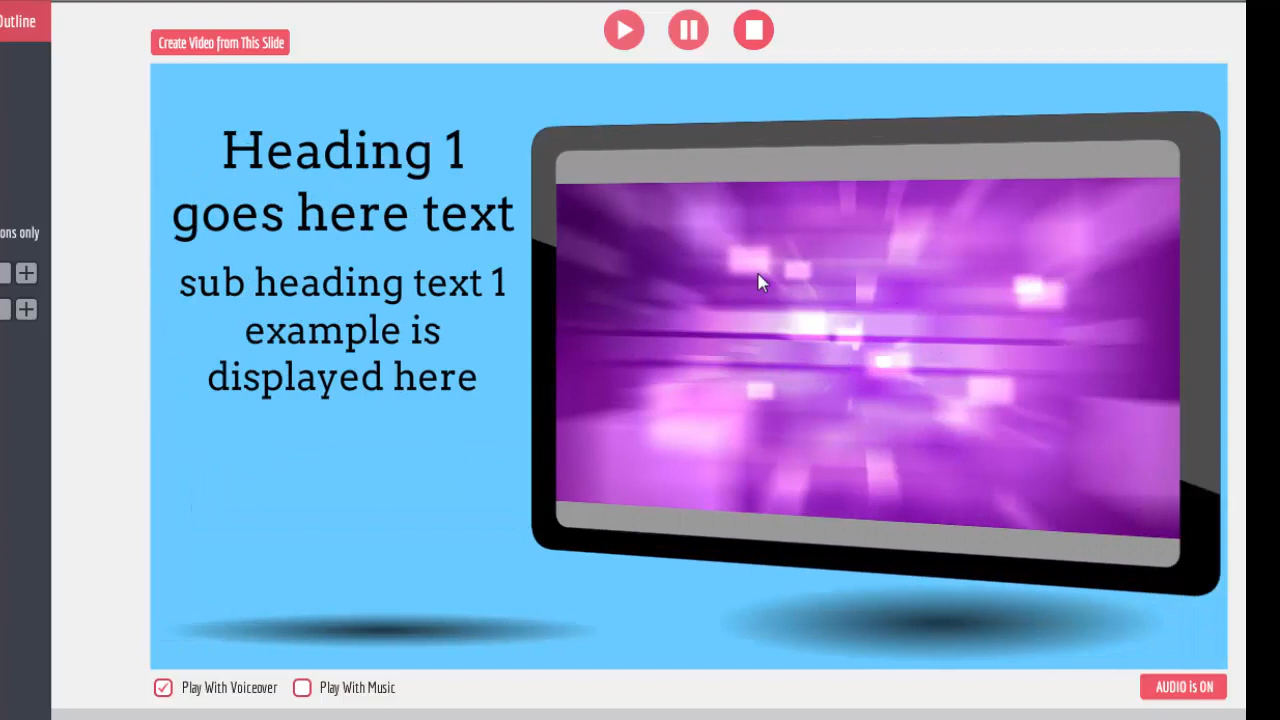 Outline
Create Video from This Slide
Heading 1
goes here text
sub heading text 1
example is
displayed here
ons only
Play With Voiceover
Play With Music
AUDIO is ON